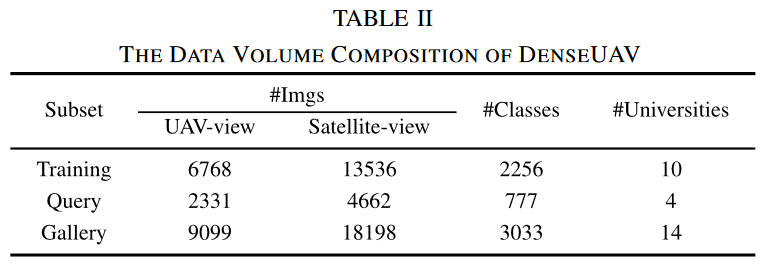 TABLE II
THE DATA VOLUME COMPOSITION OF DENSEUAV
Subset #Imgs #Classes #Universities
UAV-view Satellite-view
Training 6768 13536 2256 10
Query 2331 4662 777 4
Gallery 9099 18198 3033 14